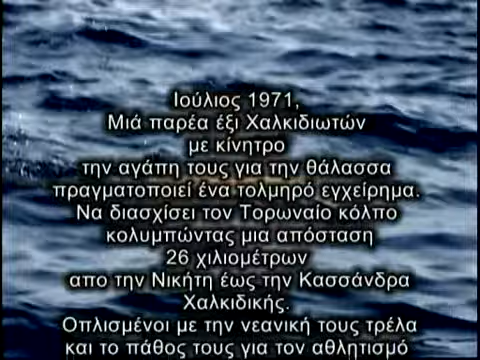 Ιούλιος 1971,
Μιά παρέα έξι Χαλκιδιωτών
με κίνητρο
την αγάπη τους για την θάλασσα
πραγματοποιεί ένα τολμηρό εγχείρημα.
Να διασχίσει τον Τορωναίο κόλπο
κολυμπώντας μια απόσταση
26 χιλιομέτρων
απο την Νικήτη έως την Κασσάνδρα
Χαλκιδικής.
Οπλισμένοι με την νεανική τους τρέλα
και το πάθος τους για τον αθλητισμό